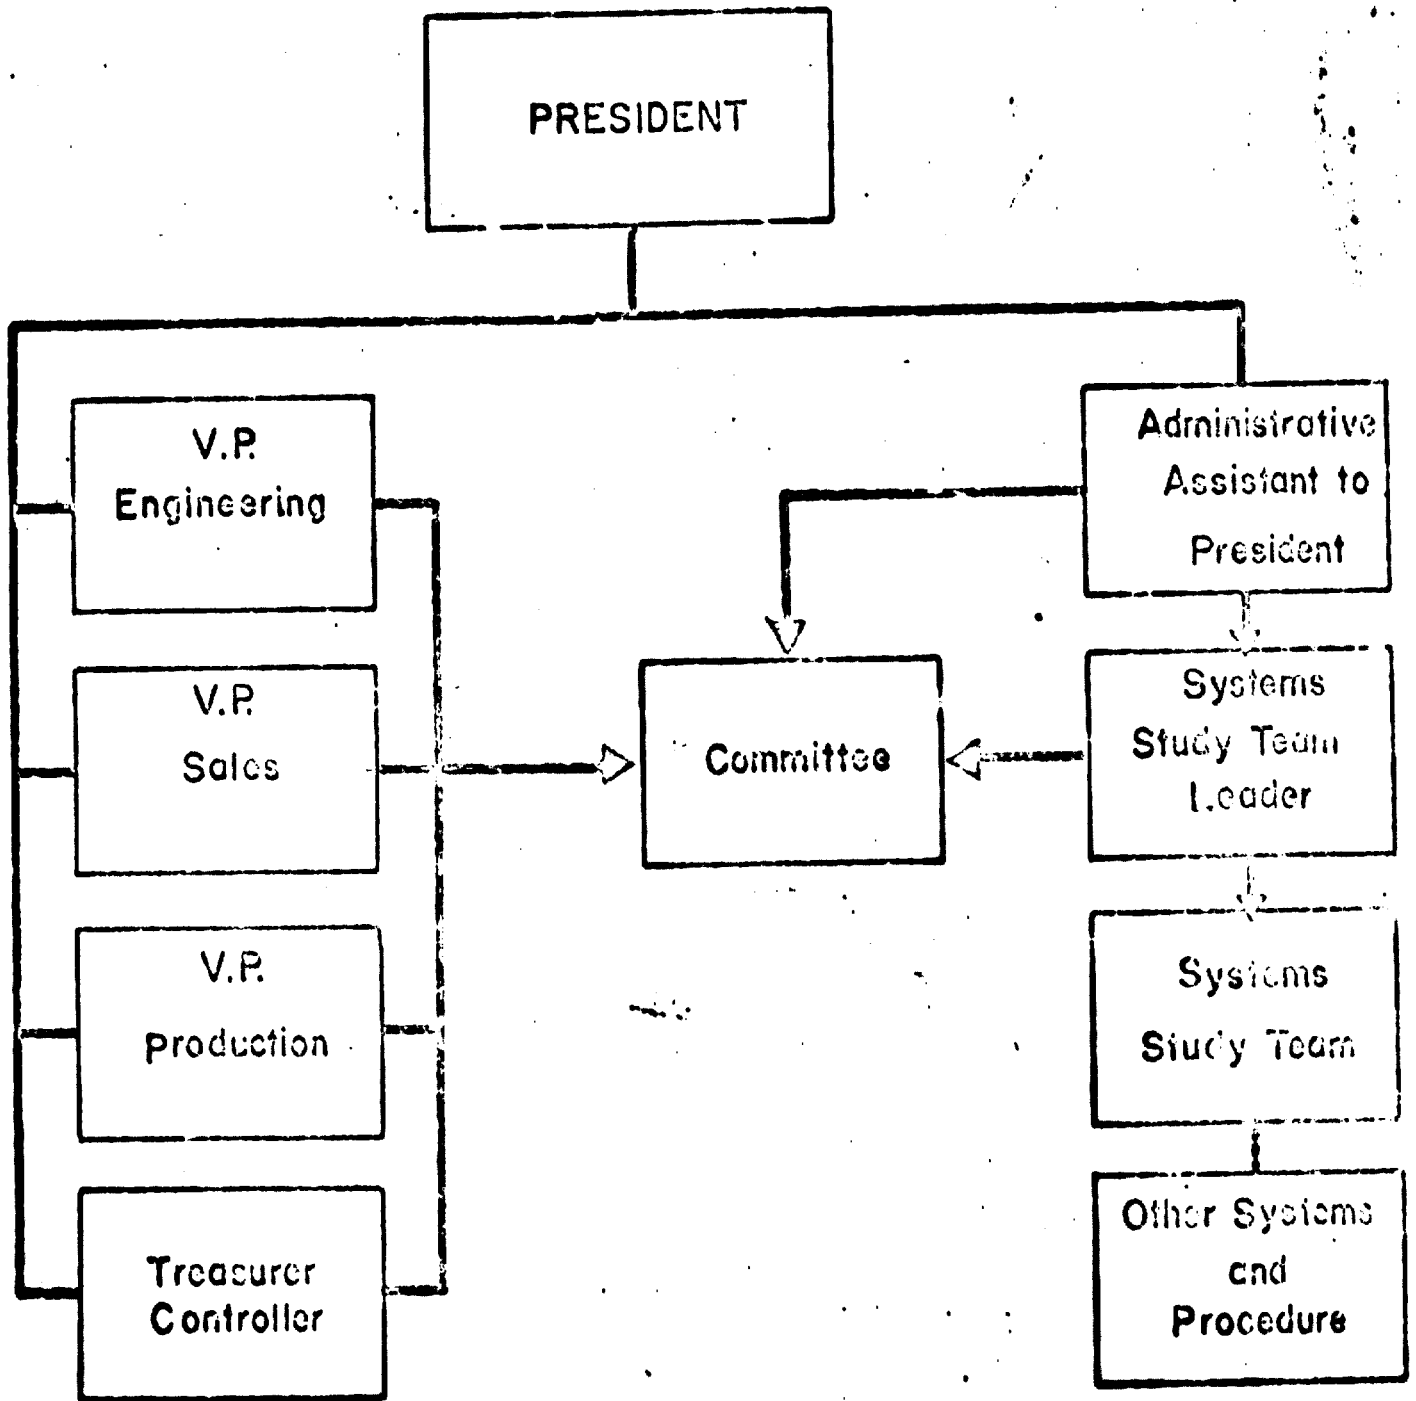 PRESIDENT
V.P.
Engineering
V.P.
Sales
V.P.
Production
Treasurer
Controller
Committee
Administrative
Assistant to
President
Systems
Study Team
Leader
Systems
Study Team
Other Systems
and
Procedure